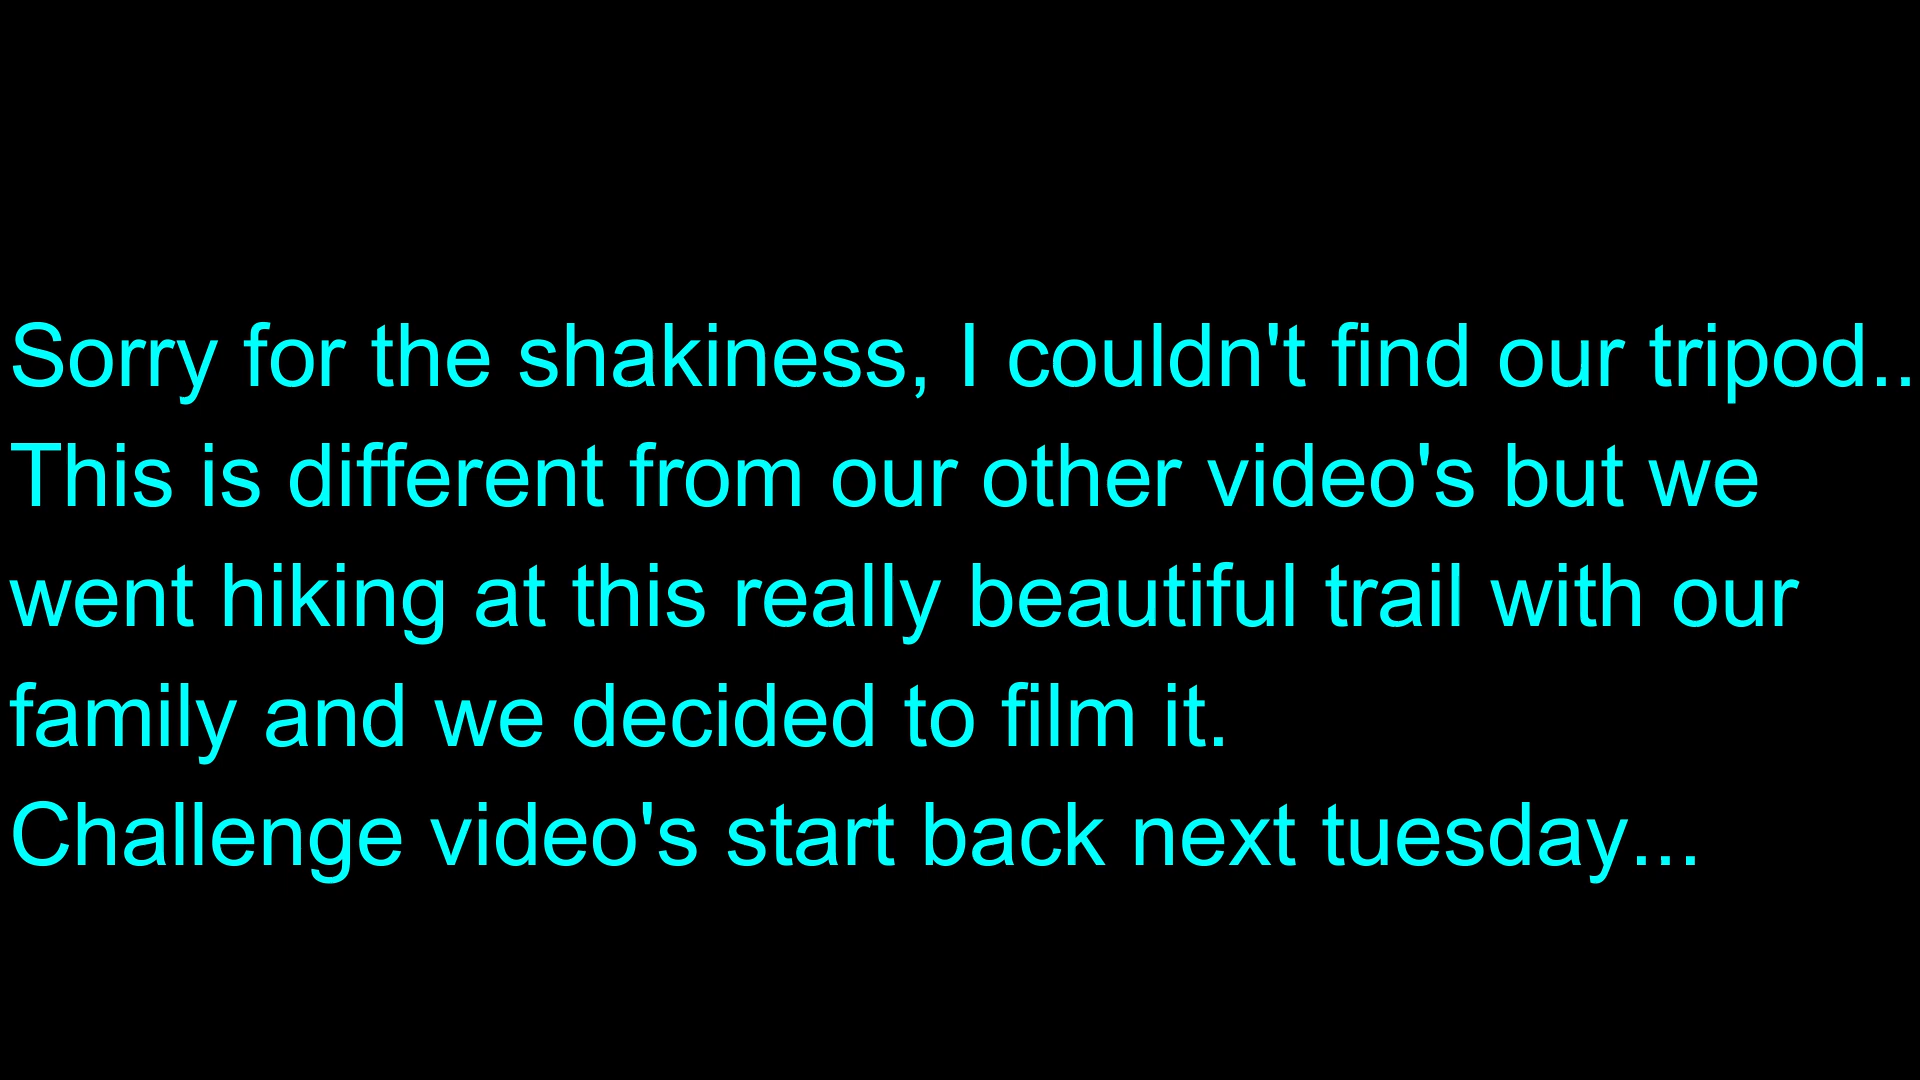 Sorry for the shakiness, I couldn't find our tripod..
This is different from our other video's but we
went hiking at this really beautiful trail with our
family and we decided to film it.
Challenge video's start back next tuesday...